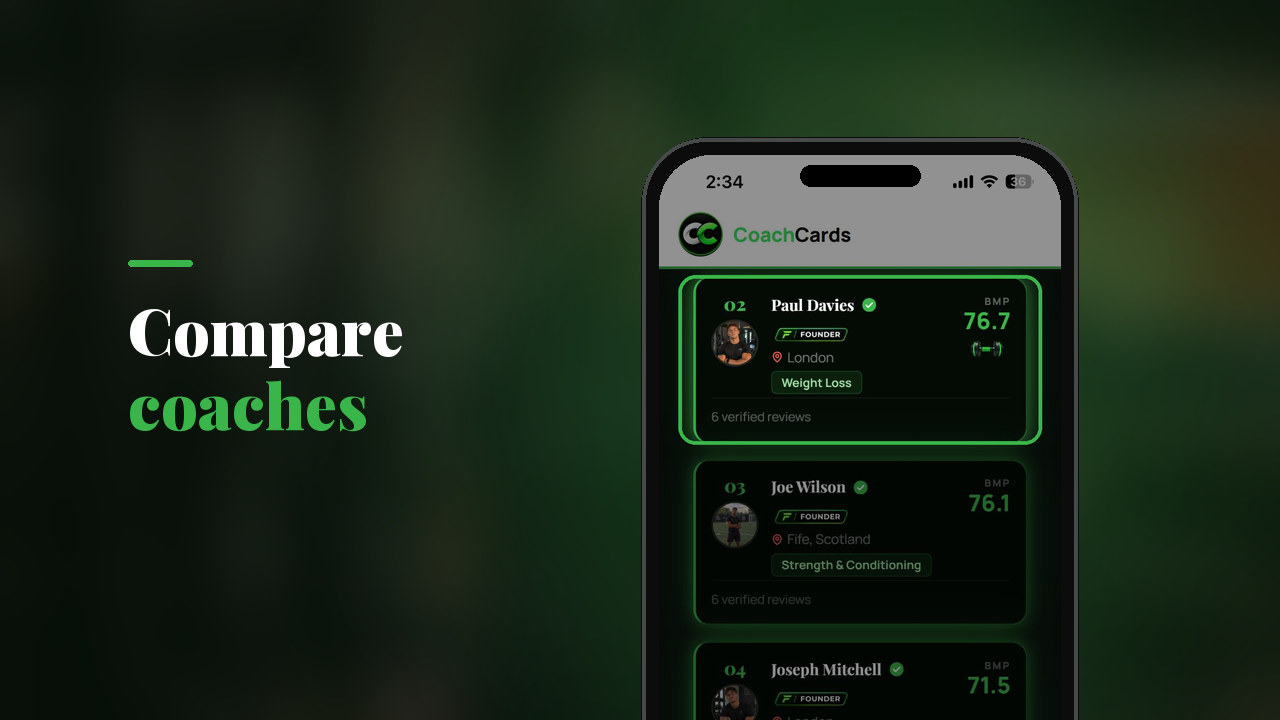 Compare
coaches
2:34
36
CoachCards
02
Paul Davies
BMP
76.7
FOUNDER
London
Weight Loss
6 verified reviews
03
Joe Wilson
BMP
76.1
FOUNDER
Fife, Scotland
Strength & Conditioning
6 verified reviews
04
Joseph Mitchell
BMP
71.5
FOUNDER
London